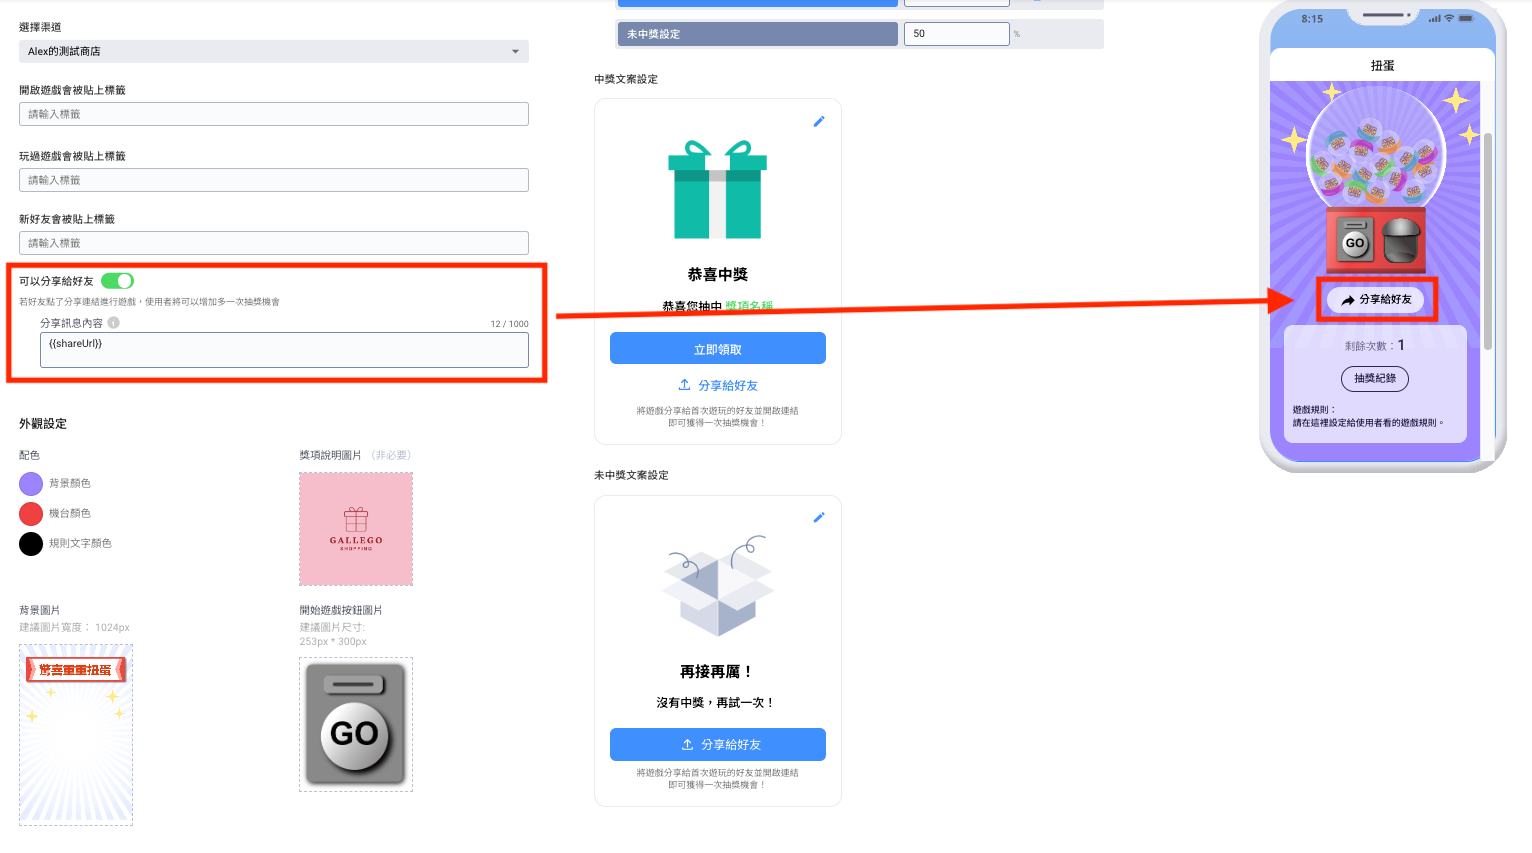 選擇渠道
Alex的測試商店
開啟遊戲會被貼上標籤
請輸入標籤
玩過遊戲會被貼上標籤
請輸入標籤
新好友會被貼上標籤
請輸入標籤
可以分享給好友
若好友點了分享連結進行遊戲，使用者將可以增加多一次抽獎機會
分享訊息內容
12 / 1000
{{shareUrl}}
外觀設定
配色
背景顏色
機台顏色
規則文字顏色
獎項說明圖片 （非必要）
GALLEGO
SHOPPING
背景圖片
建議圖片寬度： 1024px
驚喜重重扭蛋
開始遊戲按鈕圖片
建議圖片尺寸:
253px * 300px
GO
未中獎設定
50
%
中獎文案設定
恭喜中獎
恭喜您抽中 獎項名稱
立即領取
分享給好友
將遊戲分享給首次遊玩的好友並開啟連結
即可獲得一次抽獎機會！
未中獎文案設定
再接再厲！
沒有中獎，再試一次！
分享給好友
將遊戲分享給首次遊玩的好友並開啟連結
即可獲得一次抽獎機會！
8:15
扭蛋
GO
分享給好友
剩餘次數：1
抽獎紀錄
遊戲規則：
請在這裡設定給使用者看的遊戲規則。